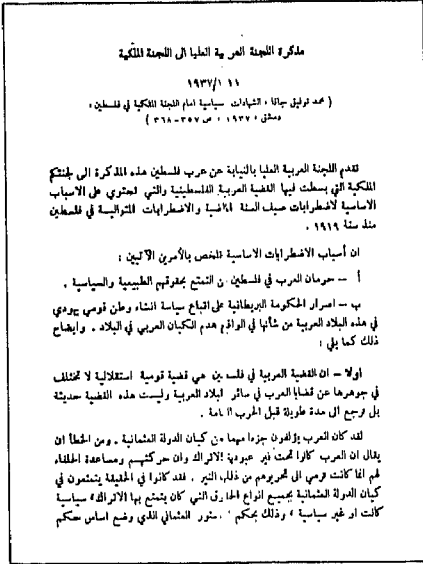 مذكرة اللجنة العربية العليا الى اللجنة الملكية
١١/١/١٩٣٧
( محمد توفيق جانا ، الشهادات السياسية امام اللجنة الملكية في فلسطين ،
دمشق ، ١٩٣٧ ، ص ٣٥٧-٣٦٨ )
تقدم اللجنة العربية العليا بالنيابة عن عرب فلسطين هذه المذكرة الى لجنتكم
الملكية التي بسطت فيها القضية العربية الفلسطينية والتي تحتوي على الاسباب
الاساسية لاضطرابات صيف السنة الماضية والاضطرابات المتوالية في فلسطين
منذ سنة ١٩١٩ .
ان أسباب الاضطرابات الاساسية تلخص بالأمرين الآتيين :
أ — حرمان العرب في فلسطين من التمتع بحقوقهم الطبيعية والسياسية .
ب — اصرار الحكومة البريطانية على اتباع سياسة انشاء وطن قومي يهودي
في هذه البلاد العربية من شأنها في الواقع هدم الكيان العربي في البلاد . وايضاح
ذلك كما يلي :
اولا — ان القضية العربية في فلسطين هي قضية قومية استقلالية لا تختلف
في جوهرها عن قضايا العرب في سائر البلاد العربية وليست هذه القضية حديثة
بل ترجع الى مدة طويلة قبل الحرب العامة .
لقد كان العرب يؤلفون جزءا مهما من كيان الدولة العثمانية . ومن الخطأ ان
يقال ان العرب كانوا تحت نير عبودية الاتراك وان حركتهم ومساعدة الحلفاء
لهم انما كانت ترمي الى تحريرهم من ذلك النير . فقد كانوا في الحقيقة يتمتعون في
كيان الدولة العثمانية بجميع انواع الحقوق التي كان يتمتع بها الاتراك سياسية
كانت او غير سياسية ، وذلك بحكم الدستور العثماني الذي وضع اساس حكم